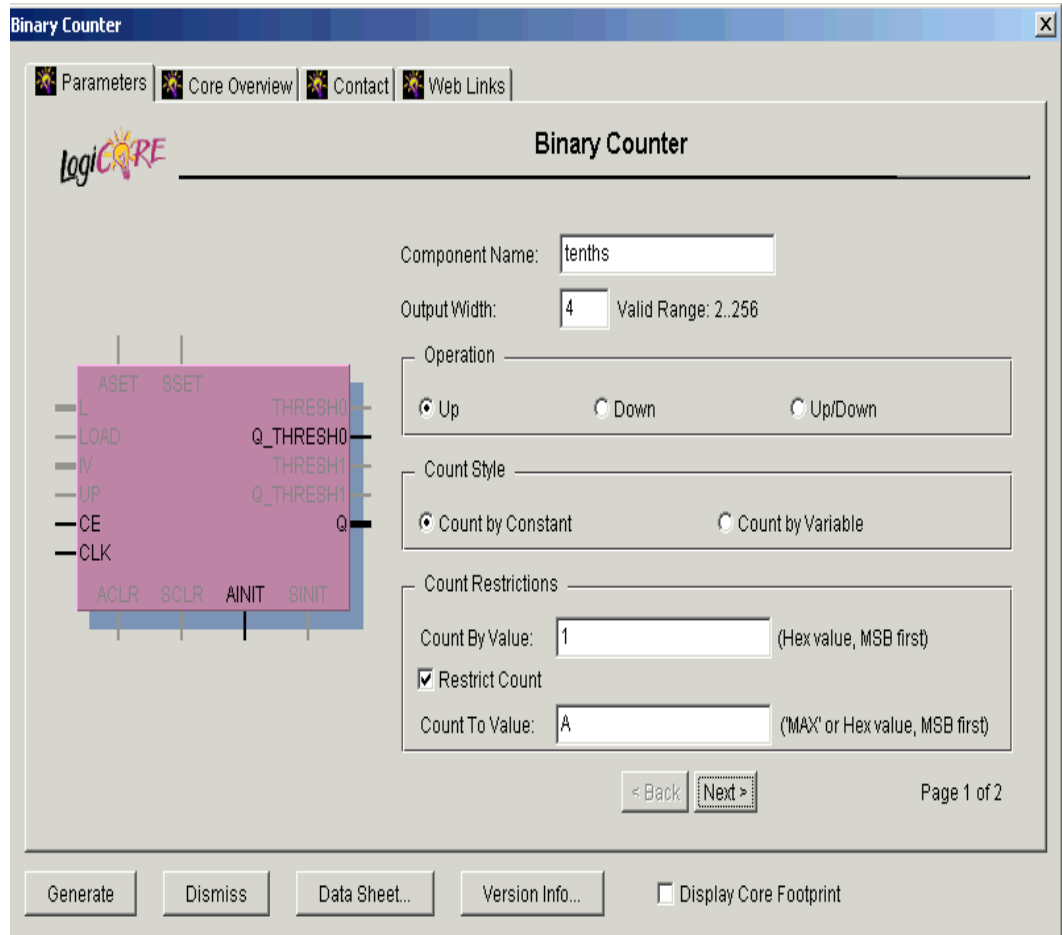 Binary Counter
Parameters Core Overview Contact Web Links
LogiCORE
Binary Counter
Component Name: tenths
Output Width: 4 Valid Range: 2..256
Operation
Up Down Up/Down
Count Style
Count by Constant Count by Variable
Count Restrictions
Count By Value: 1 (Hex value, MSB first)
Restrict Count
Count To Value: A ('MAX' or Hex value, MSB first)
ASET SSET
L THRESH0
LOAD Q_THRESH0
IV THRESH1
UP Q_THRESH1
CE Q
CLK
ACLR SCLR AINIT SINIT
< Back Next > Page 1 of 2
Generate Dismiss Data Sheet... Version Info... Display Core Footprint